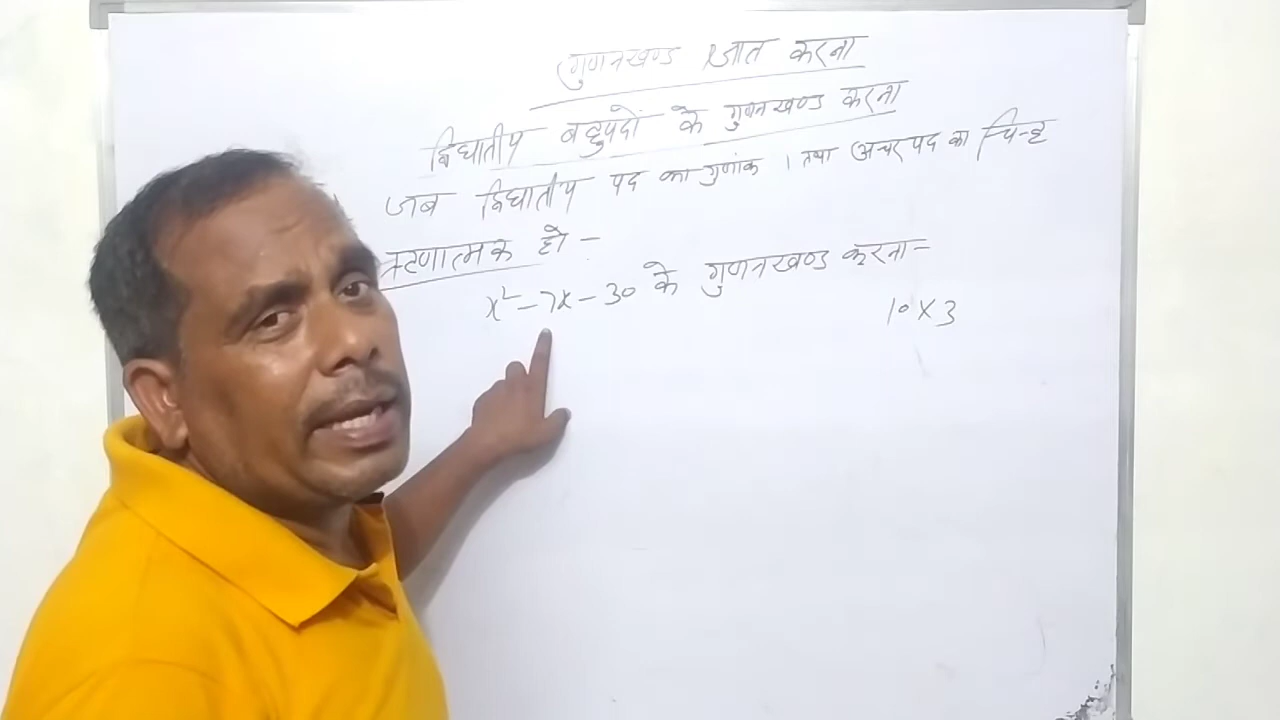 गुणनखण्ड ज्ञात करना
द्विघातीय बहुपदों के गुणनखण्ड करना
जब द्विघातीय पद का गुणांक 1 तथा अचर पद का चिन्ह
ऋणात्मक हो -
x² - 7x - 30 के गुणनखण्ड करना =
10 × 3